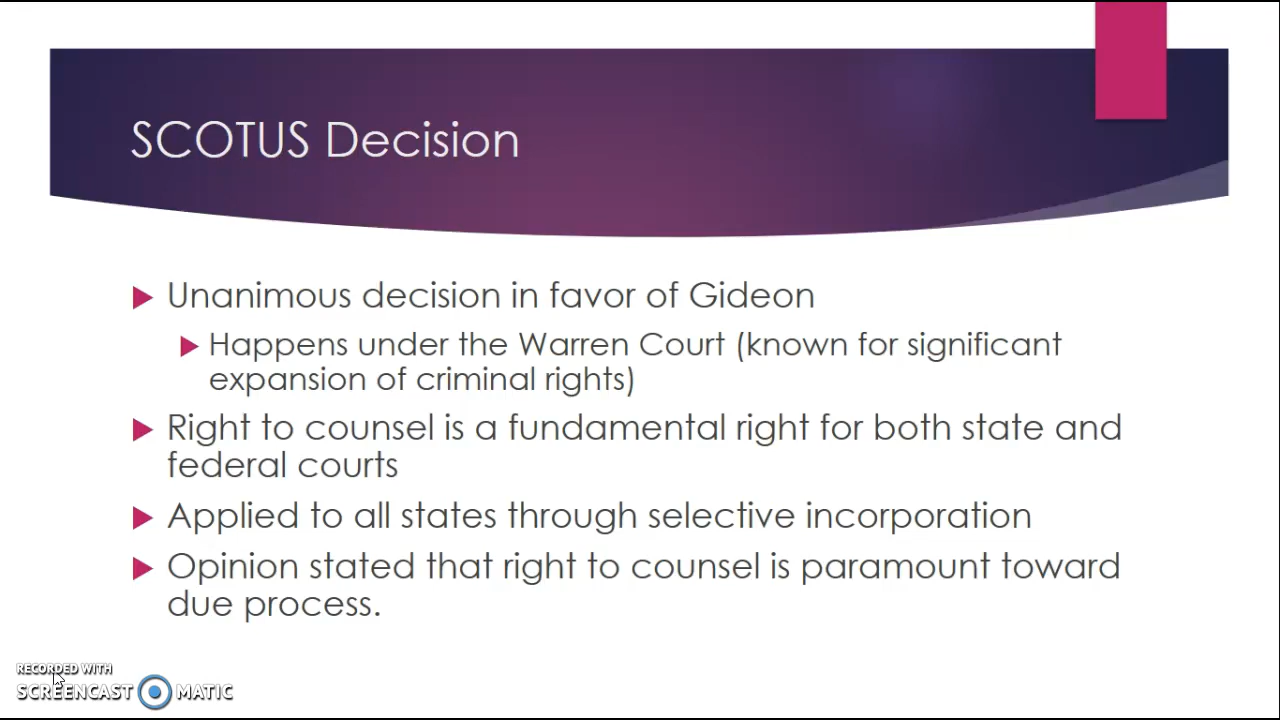 SCOTUS Decision
Unanimous decision in favor of Gideon
Happens under the Warren Court (known for significant
expansion of criminal rights)
Right to counsel is a fundamental right for both state and
federal courts
Applied to all states through selective incorporation
Opinion stated that right to counsel is paramount toward
due process.
RECORDED WITH
SCREENCAST MATIC